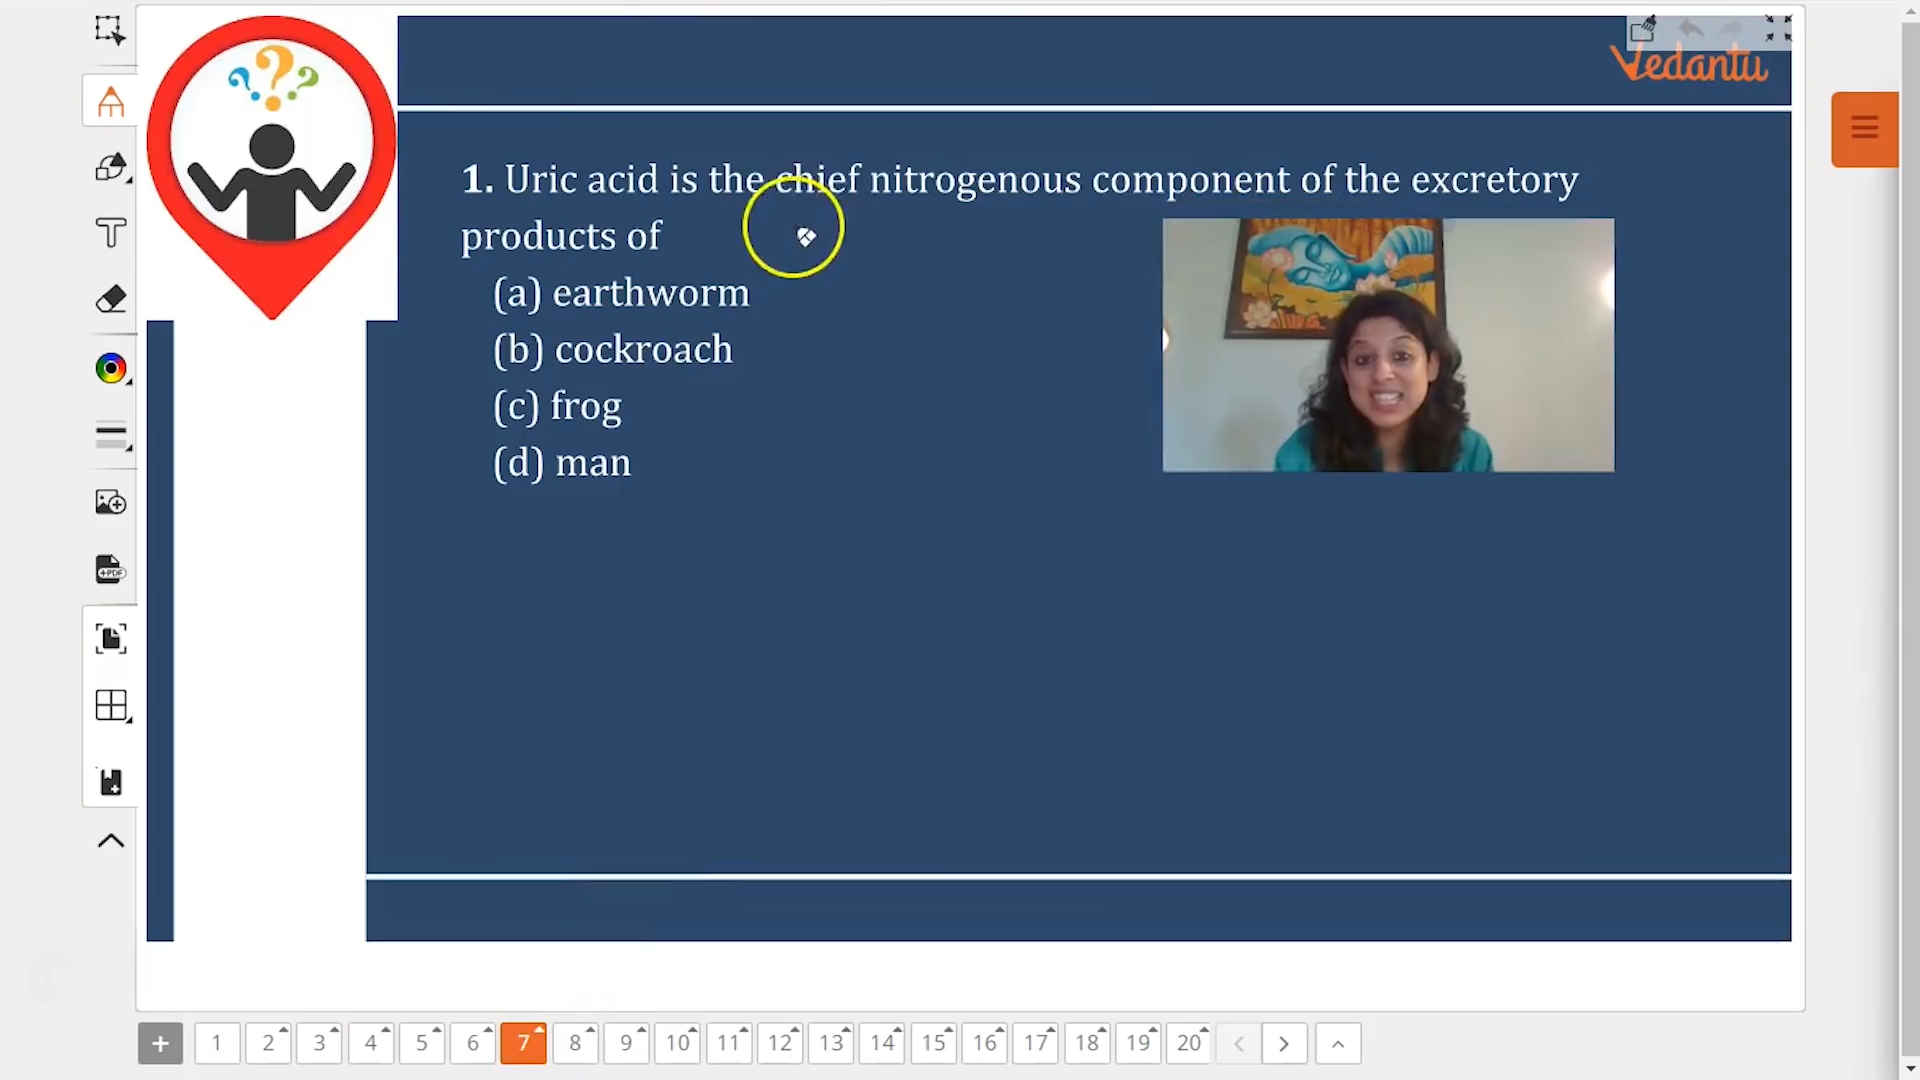 Vedantu
1. Uric acid is the chief nitrogenous component of the excretory
products of
(a) earthworm
(b) cockroach
(c) frog
(d) man
+PDF
+ 1 2 3 4 5 6 7 8 9 10 11 12 13 14 15 16 17 18 19 20